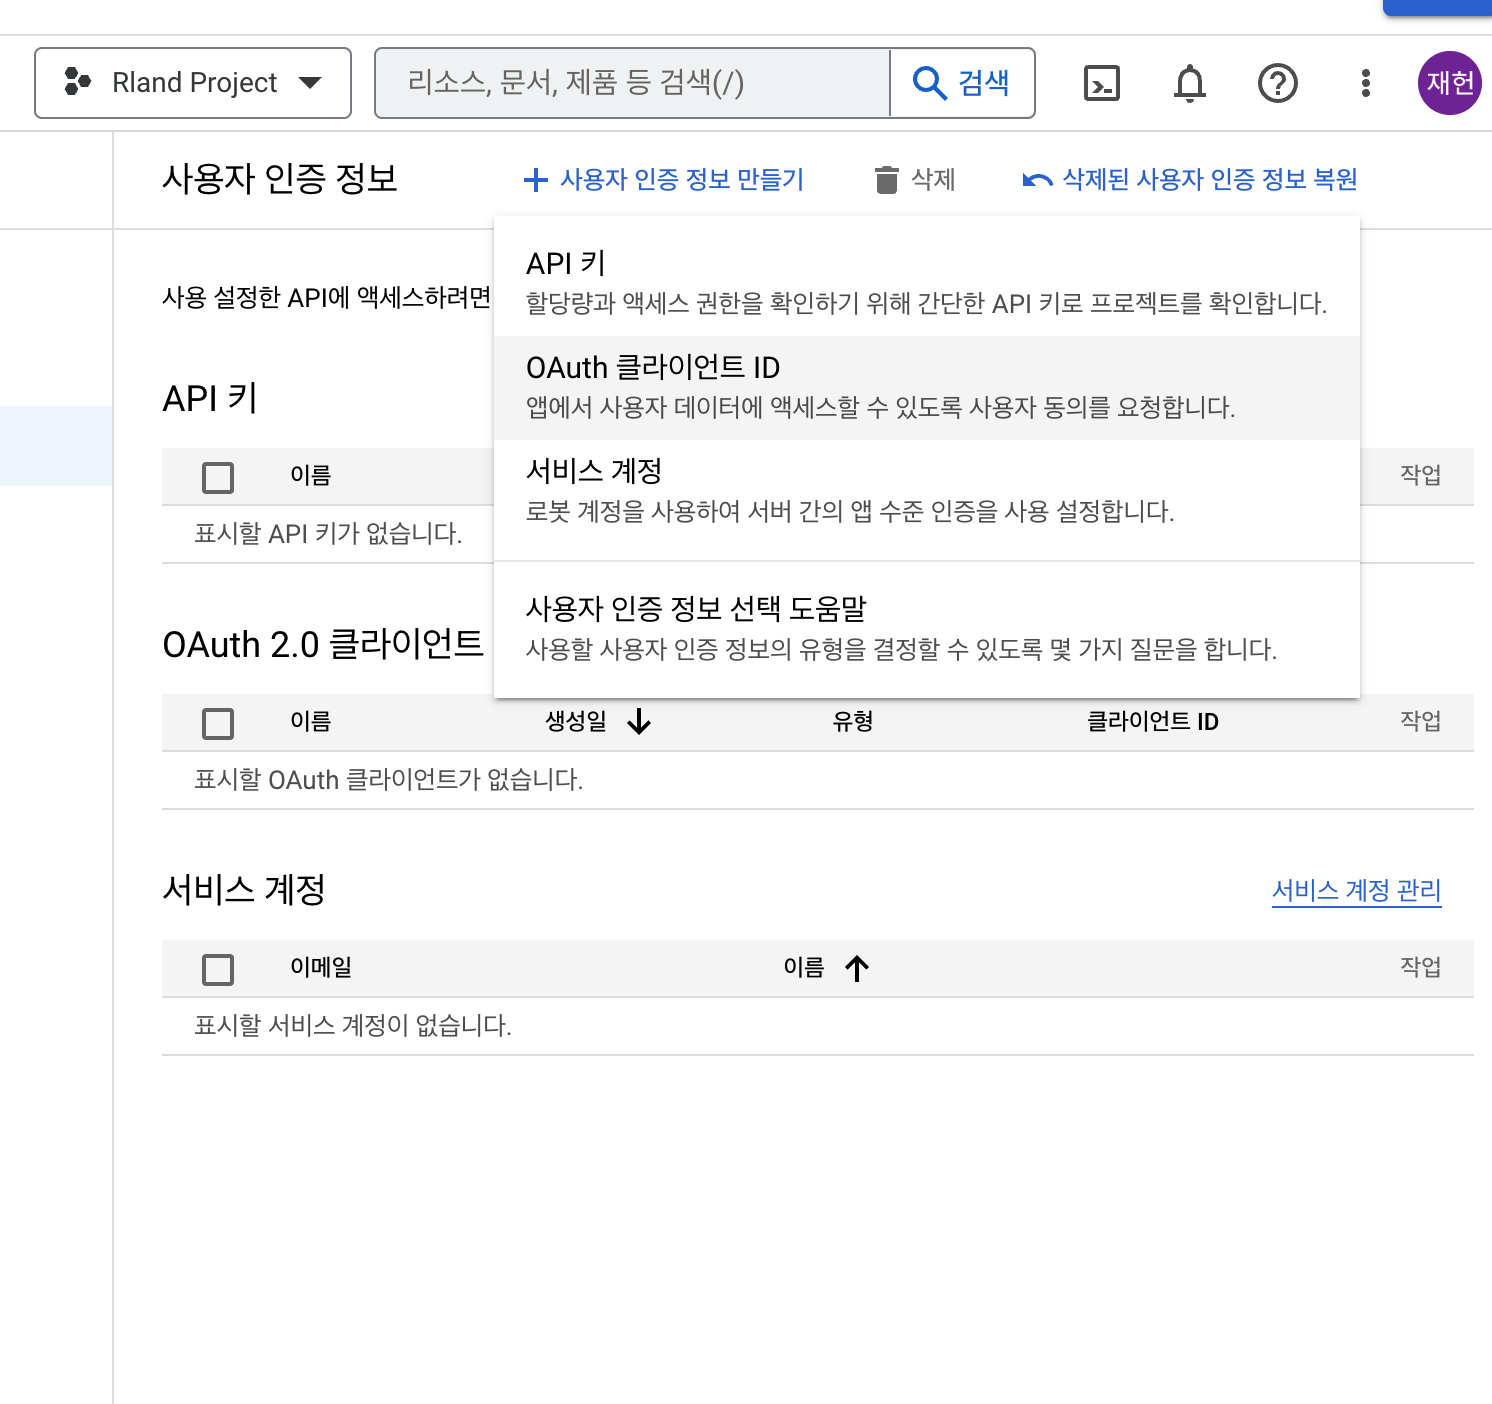 Rland Project
리소스, 문서, 제품 등 검색(/)
검색
재헌
사용자 인증 정보
사용자 인증 정보 만들기
삭제
삭제된 사용자 인증 정보 복원
사용 설정한 API에 액세스하려면
API 키
할당량과 액세스 권한을 확인하기 위해 간단한 API 키로 프로젝트를 확인합니다.
OAuth 클라이언트 ID
앱에서 사용자 데이터에 액세스할 수 있도록 사용자 동의를 요청합니다.
서비스 계정
로봇 계정을 사용하여 서버 간의 앱 수준 인증을 사용 설정합니다.
사용자 인증 정보 선택 도움말
사용할 사용자 인증 정보의 유형을 결정할 수 있도록 몇 가지 질문을 합니다.
API 키
이름 작업
표시할 API 키가 없습니다.
OAuth 2.0 클라이언트
이름 생성일 유형 클라이언트 ID 작업
표시할 OAuth 클라이언트가 없습니다.
서비스 계정
서비스 계정 관리
이메일 이름 작업
표시할 서비스 계정이 없습니다.